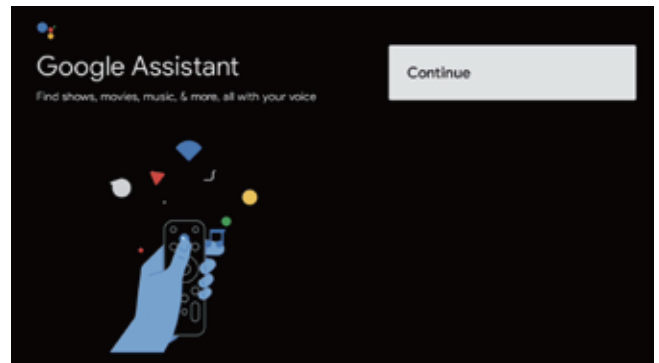 Google Assistant
Find shows, movies, music, & more, all with your voice
Continue